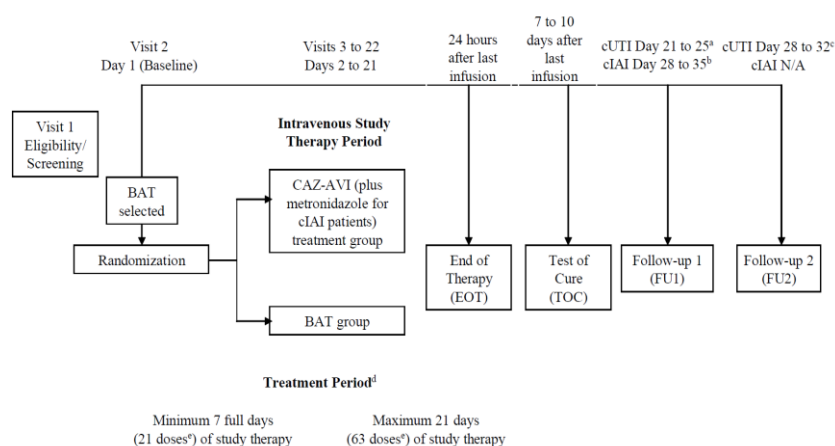 Visit 2
Day 1 (Baseline)
Visits 3 to 22
Days 2 to 21
24 hours
after last
infusion
7 to 10
days after
last
infusion
cUTI Day 21 to 25ᵃ
cIAI Day 28 to 35ᵇ
cUTI Day 28 to 32ᶜ
cIAI N/A
Visit 1
Eligibility/
Screening
Intravenous Study
Therapy Period
BAT
selected
Randomization
CAZ-AVI (plus
metronidazole for
cIAI patients)
treatment group
BAT group
End of
Therapy
(EOT)
Test of
Cure
(TOC)
Follow-up 1
(FU1)
Follow-up 2
(FU2)
Treatment Periodᵈ
Minimum 7 full days
(21 dosesᵉ) of study therapy
Maximum 21 days
(63 dosesᵉ) of study therapy